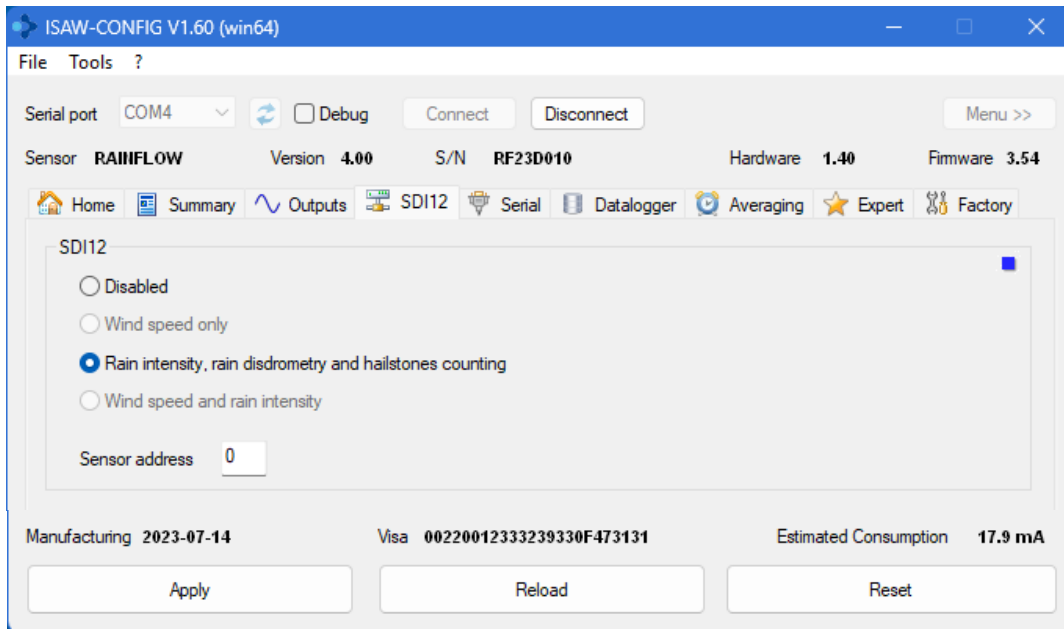 ISAW-CONFIG V1.60 (win64)
File Tools ?
Serial port COM4 Debug Connect Disconnect Menu >>
Sensor RAINFLOW Version 4.00 S/N RF23D010 Hardware 1.40 Firmware 3.54
Home Summary Outputs SDI12 Serial Datalogger Averaging Expert Factory
SDI12
Disabled
Wind speed only
Rain intensity, rain disdrometry and hailstones counting
Wind speed and rain intensity
Sensor address 0
Manufacturing 2023-07-14 Visa 00220012333239330F473131 Estimated Consumption 17.9 mA
Apply Reload Reset